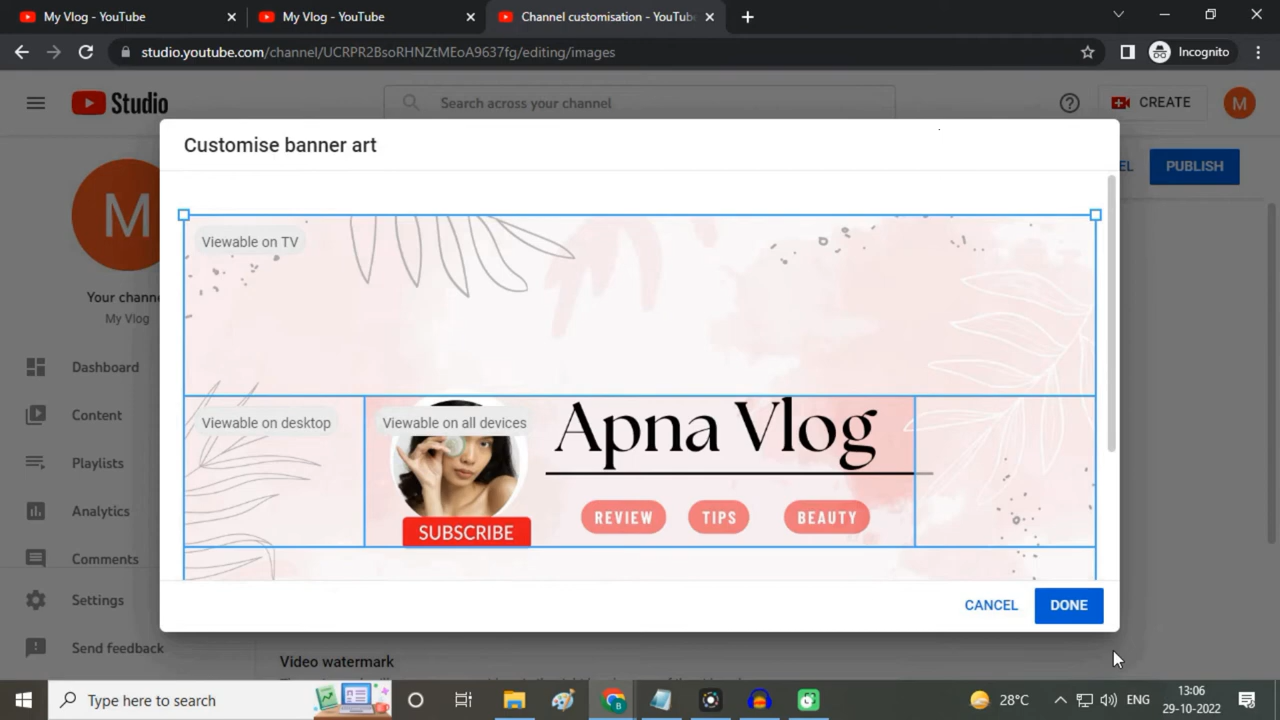 My Vlog - YouTube
My Vlog - YouTube
Channel customisation - YouTub
studio.youtube.com/channel/UCRPR2BsoRHNZtMEoA9637fg/editing/images
Incognito
Studio
Search across your channel
CREATE
M
Customise banner art
EL
PUBLISH
M
Viewable on TV
Your chann
My Vlog
Dashboard
Content
Viewable on desktop
Viewable on all devices
Apna Vlog
Playlists
Analytics
REVIEW
TIPS
BEAUTY
SUBSCRIBE
Comments
Settings
CANCEL
DONE
Send feedback
Video watermark
Type here to search
28°C
ENG
13:06
29-10-2022